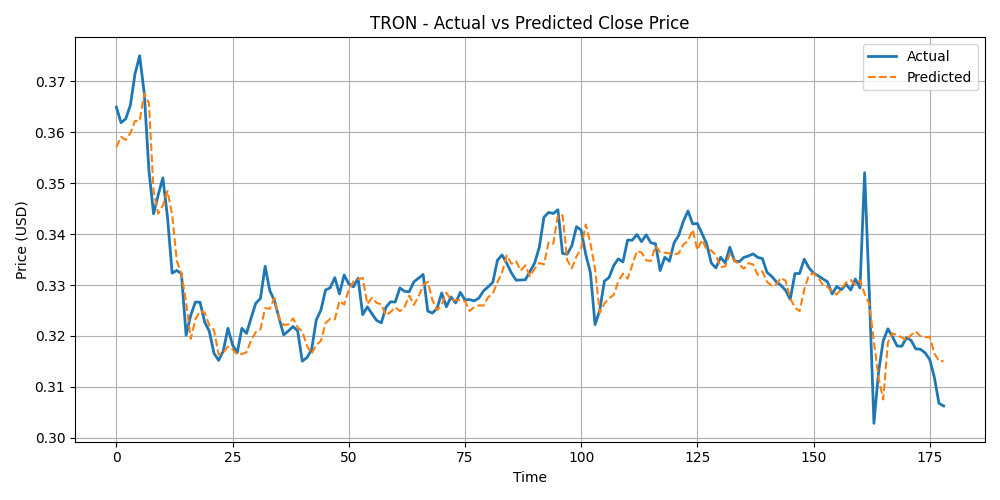 TRON - Actual vs Predicted Close Price
Actual
Predicted
Price (USD)
0.37
0.36
0.35
0.34
0.33
0.32
0.31
0.30
0 25 50 75 100 125 150 175
Time